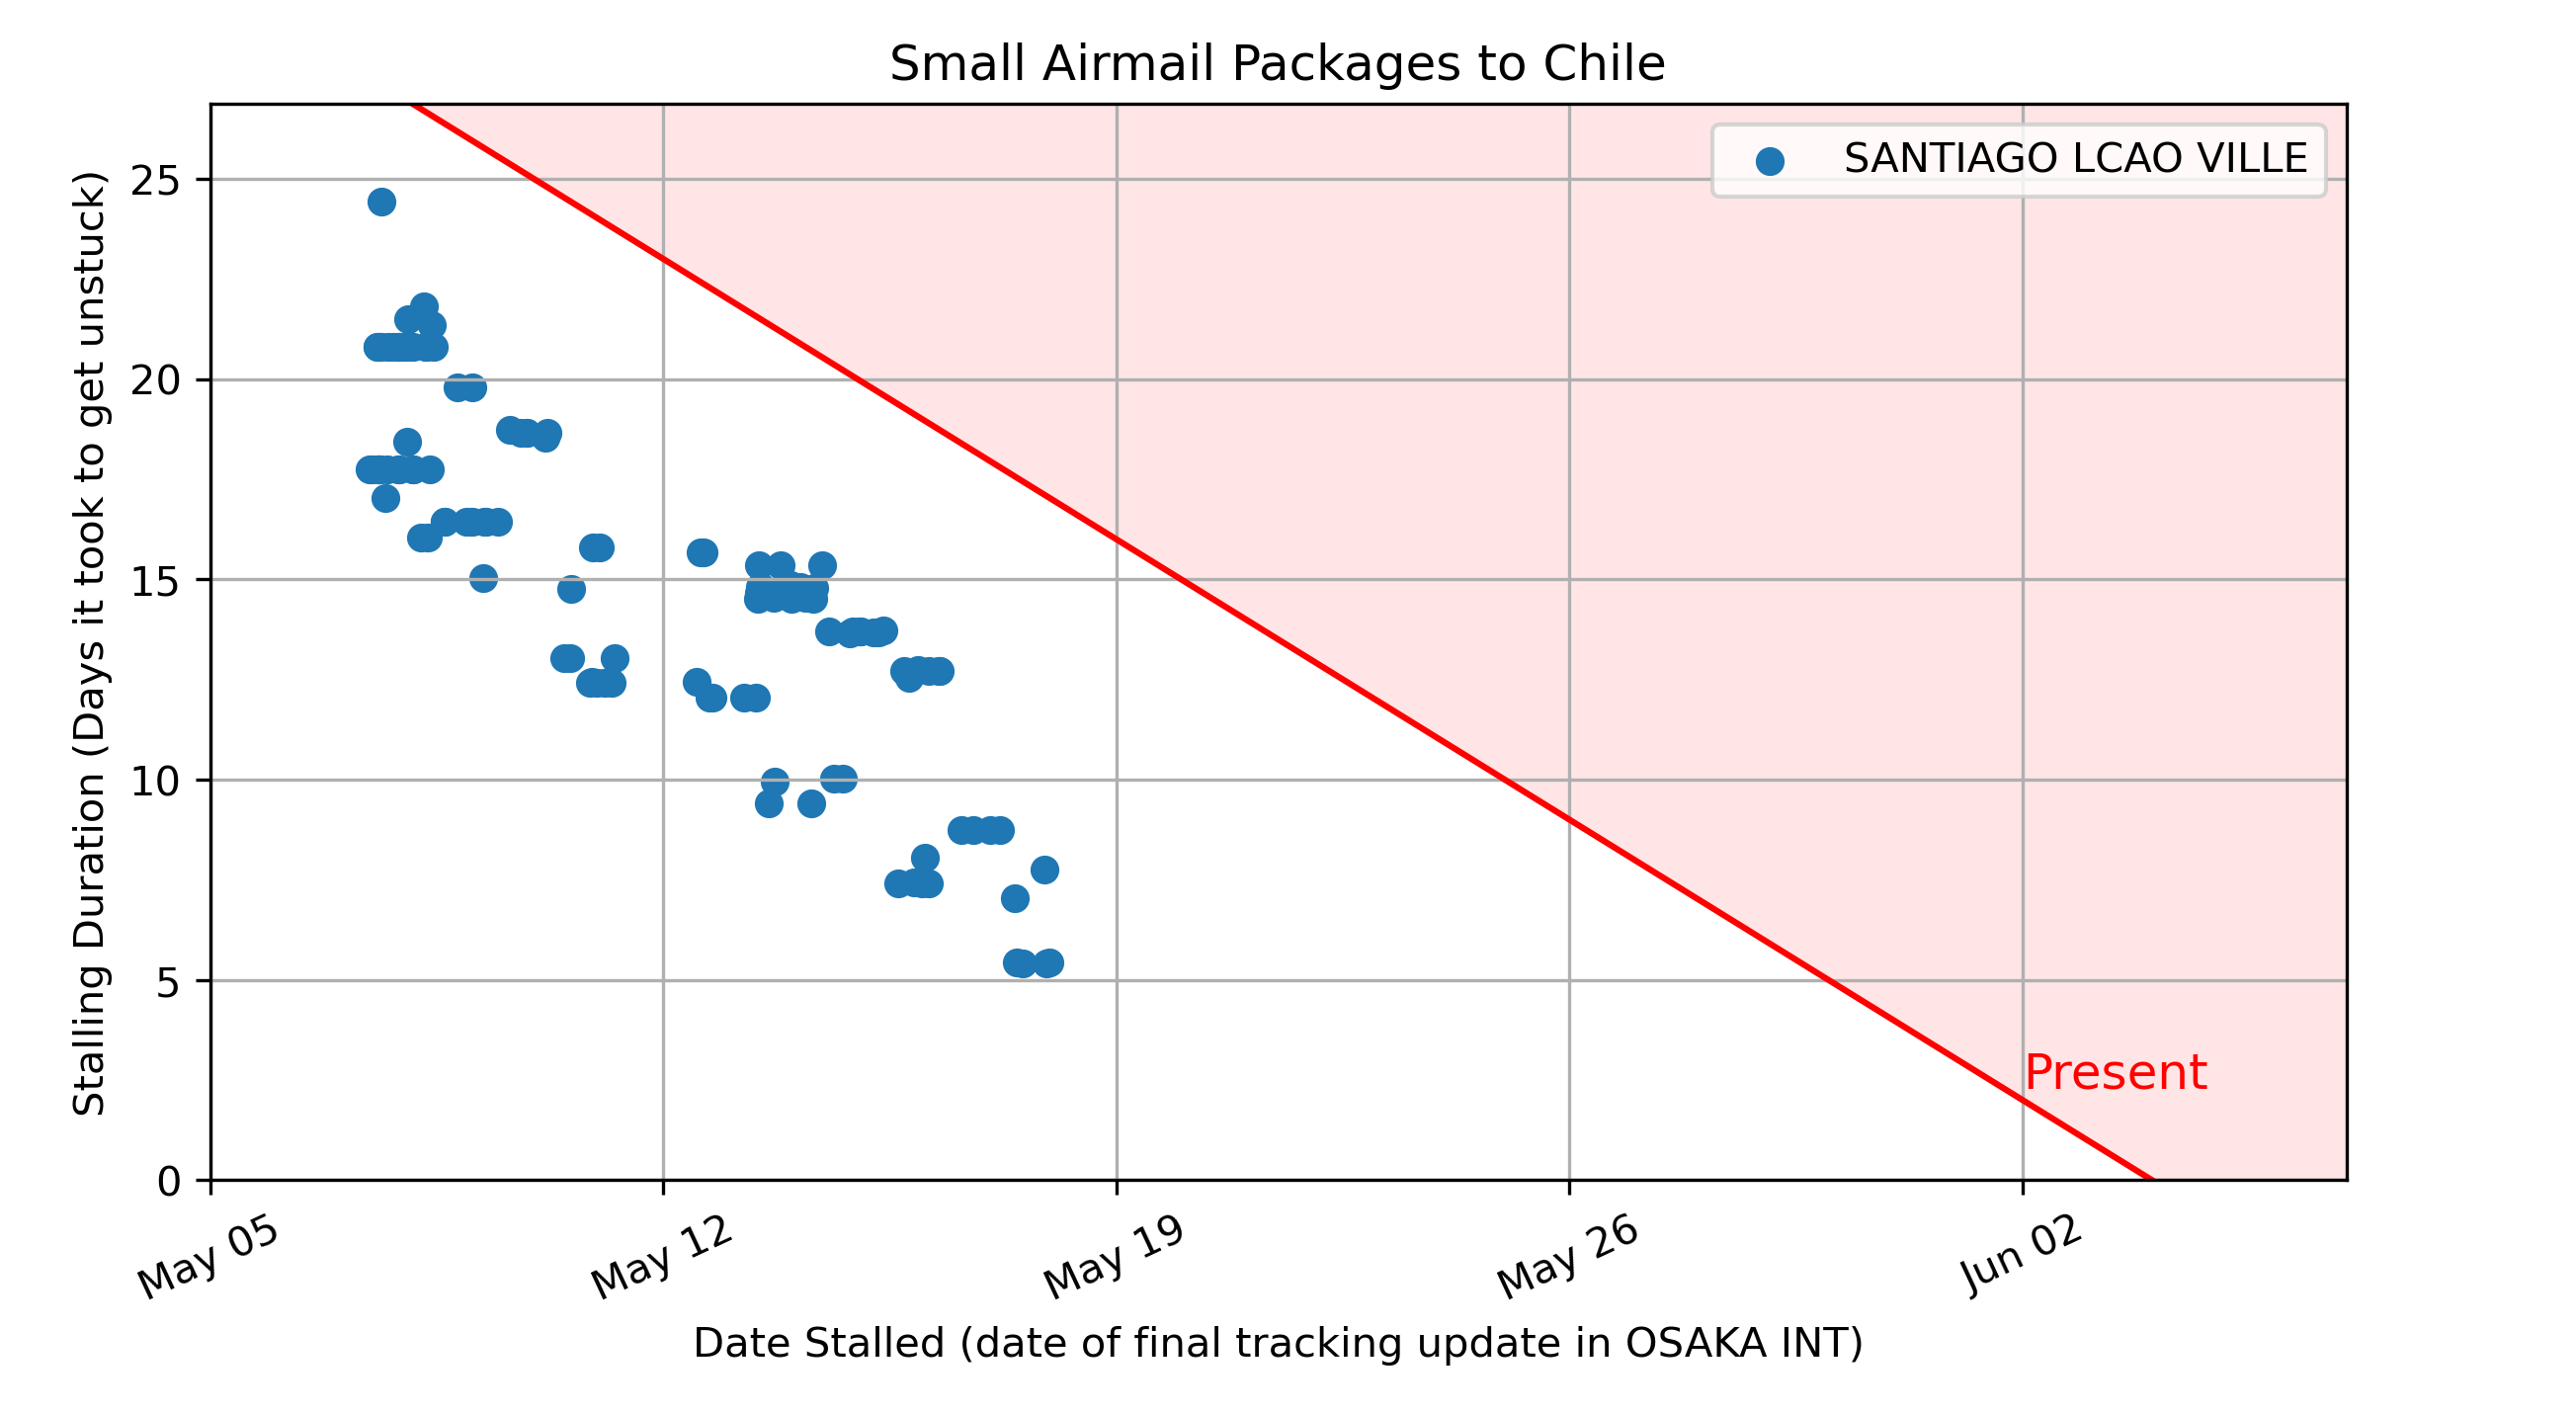 Small Airmail Packages to Chile
SANTIAGO LCAO VILLE
Stalling Duration (Days it took to get unstuck)
25
20
15
10
5
0
Present
May 05
May 12
May 19
May 26
Jun 02
Date Stalled (date of final tracking update in OSAKA INT)